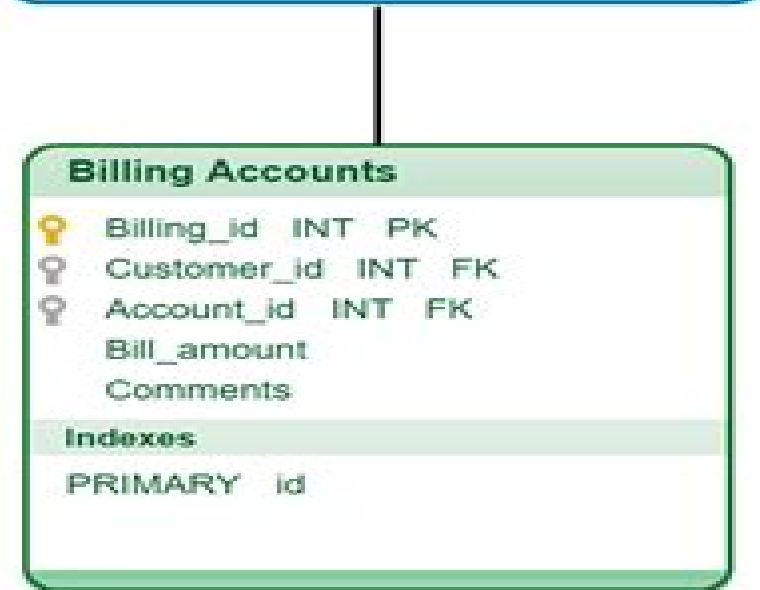 Billing Accounts
Billing_id INT PK
Customer_id INT FK
Account_id INT FK
Bill_amount
Comments
Indexes
PRIMARY id